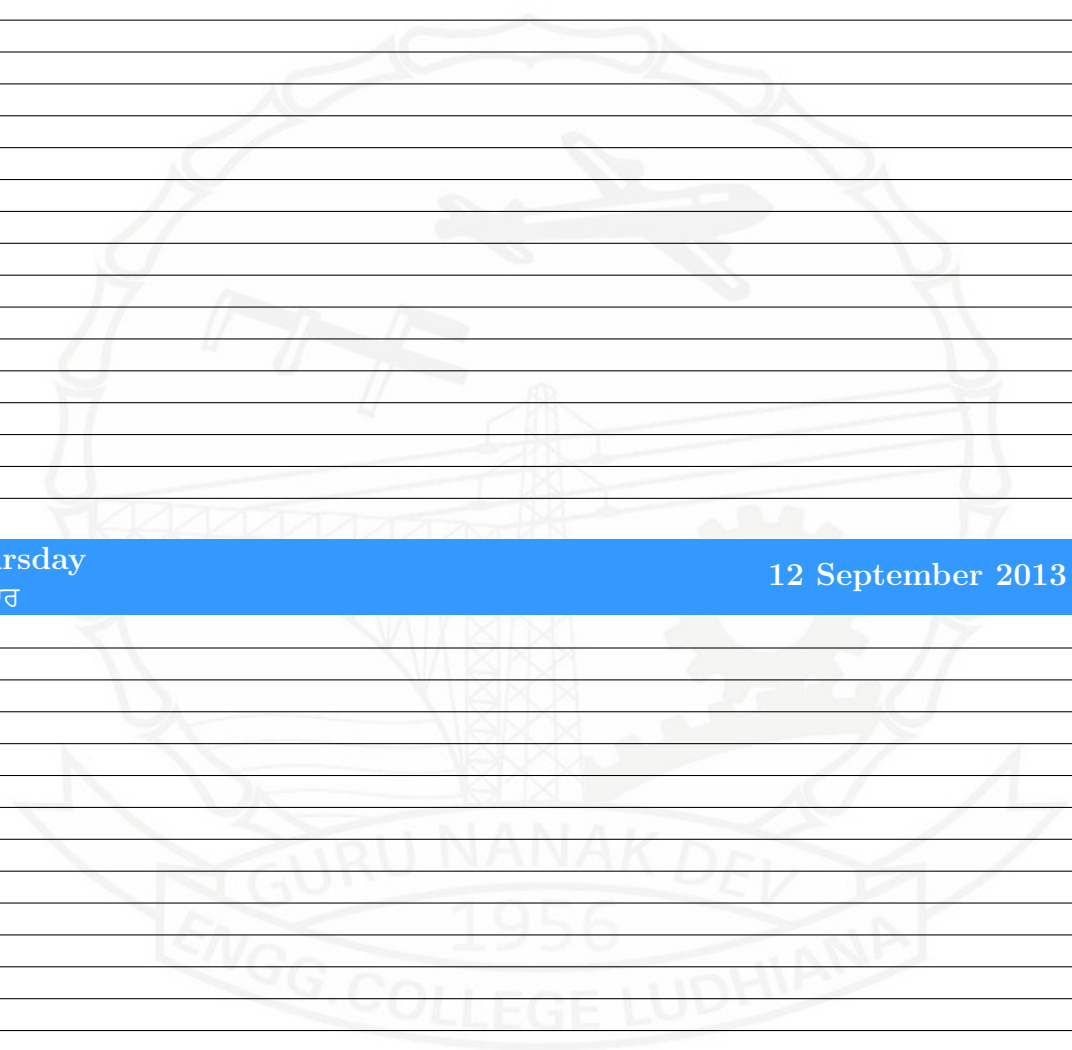 rsday
12 September 2013
ਾਰ
GURU NANAK DEV
1956
ENGG. COLLEGE LUDHIANA